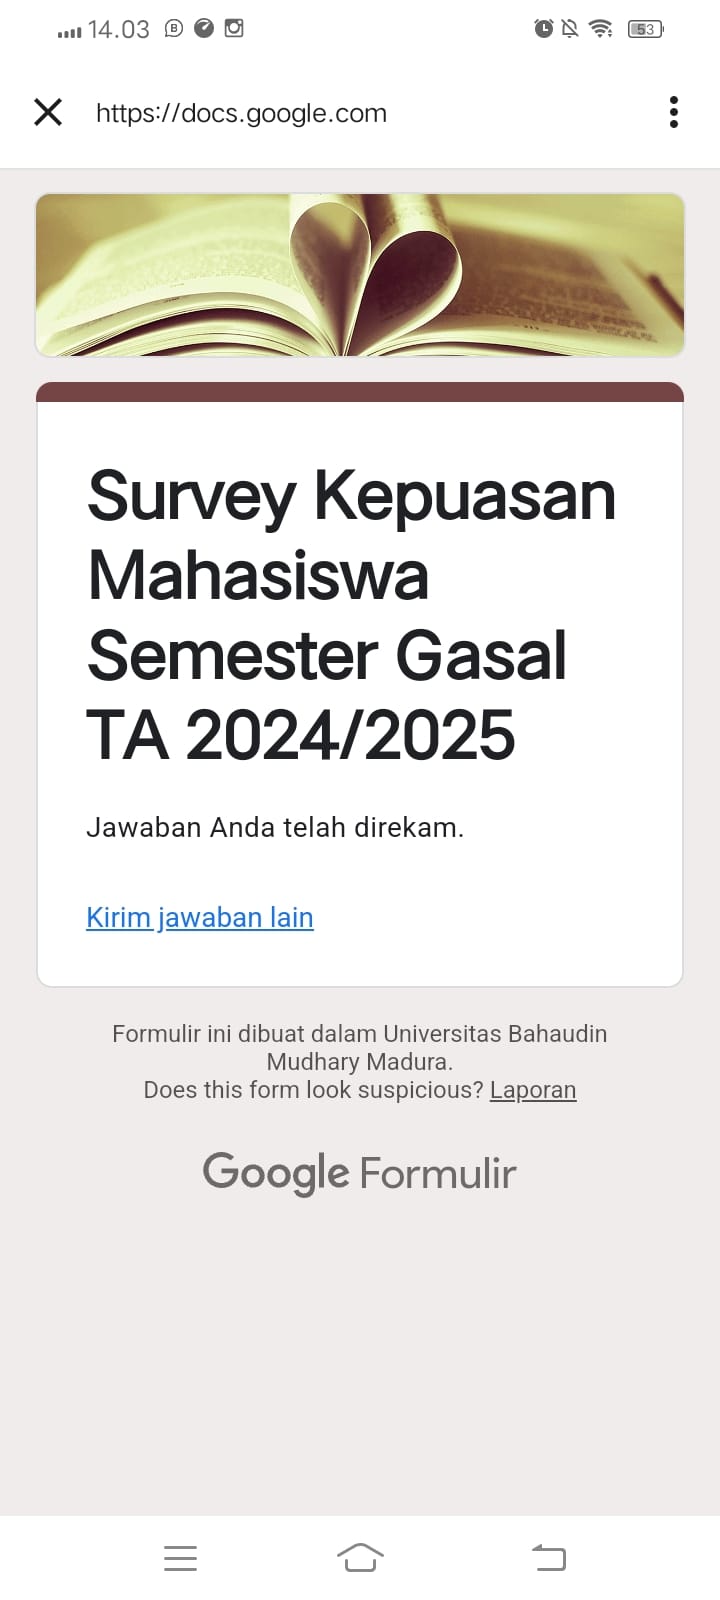 14.03
53
https://docs.google.com
Survey Kepuasan
Mahasiswa
Semester Gasal
TA 2024/2025
Jawaban Anda telah direkam.
Kirim jawaban lain
Formulir ini dibuat dalam Universitas Bahaudin
Mudhary Madura.
Does this form look suspicious? Laporan
Google Formulir